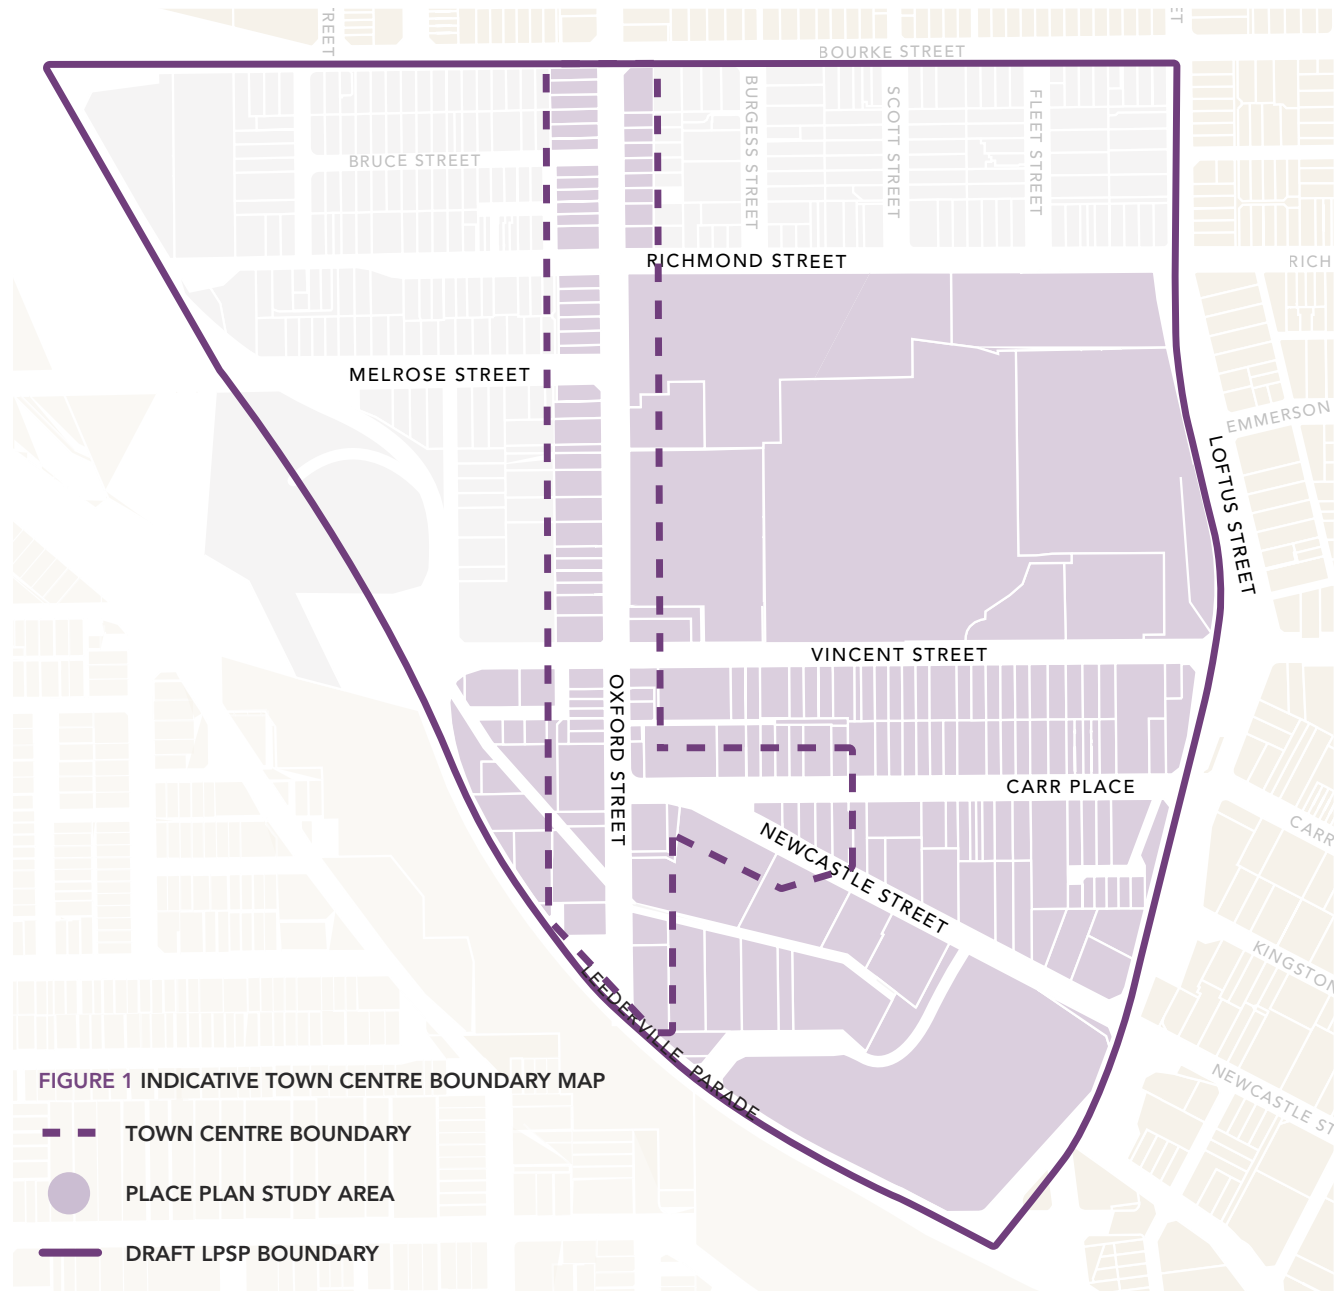 REET
ET
BOURKE STREET
BURGESS STREET
SCOTT STREET
FLEET STREET
BRUCE STREET
RICHMOND STREET
RICH
MELROSE STREET
EMMERSON
LOFTUS STREET
VINCENT STREET
OXFORD STREET
CARR PLACE
NEWCASTLE STREET
CARR
KINGSTON
LEEDERVILLE PARADE
NEWCASTLE ST
FIGURE 1 INDICATIVE TOWN CENTRE BOUNDARY MAP
TOWN CENTRE BOUNDARY
PLACE PLAN STUDY AREA
DRAFT LPSP BOUNDARY